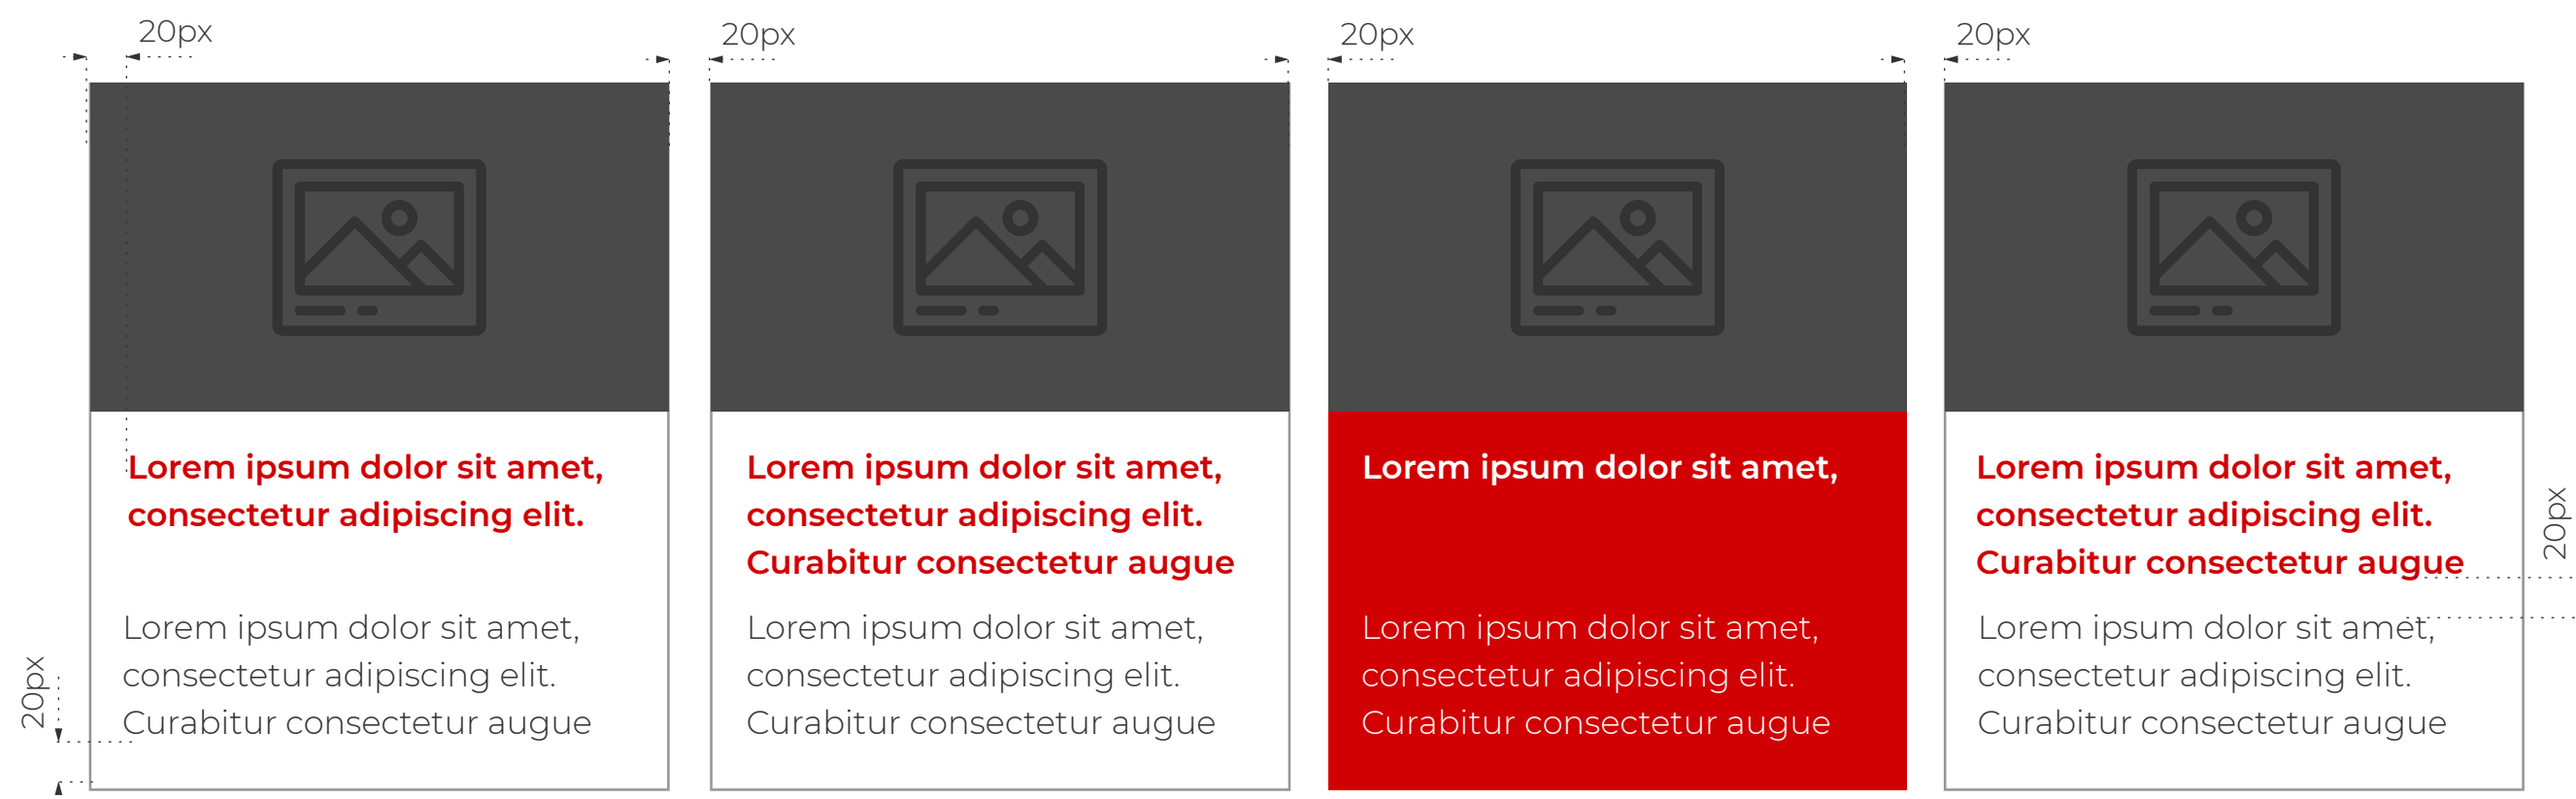 20px
20px
20px
20px
Lorem ipsum dolor sit amet,
consectetur adipiscing elit.
Lorem ipsum dolor sit amet,
consectetur adipiscing elit.
Curabitur consectetur augue
20px
Lorem ipsum dolor sit amet,
consectetur adipiscing elit.
Curabitur consectetur augue
Lorem ipsum dolor sit amet,
consectetur adipiscing elit.
Curabitur consectetur augue
Lorem ipsum dolor sit amet,
Lorem ipsum dolor sit amet,
consectetur adipiscing elit.
Curabitur consectetur augue
Lorem ipsum dolor sit amet,
consectetur adipiscing elit.
Curabitur consectetur augue
Lorem ipsum dolor sit amet,
consectetur adipiscing elit.
Curabitur consectetur augue
20px